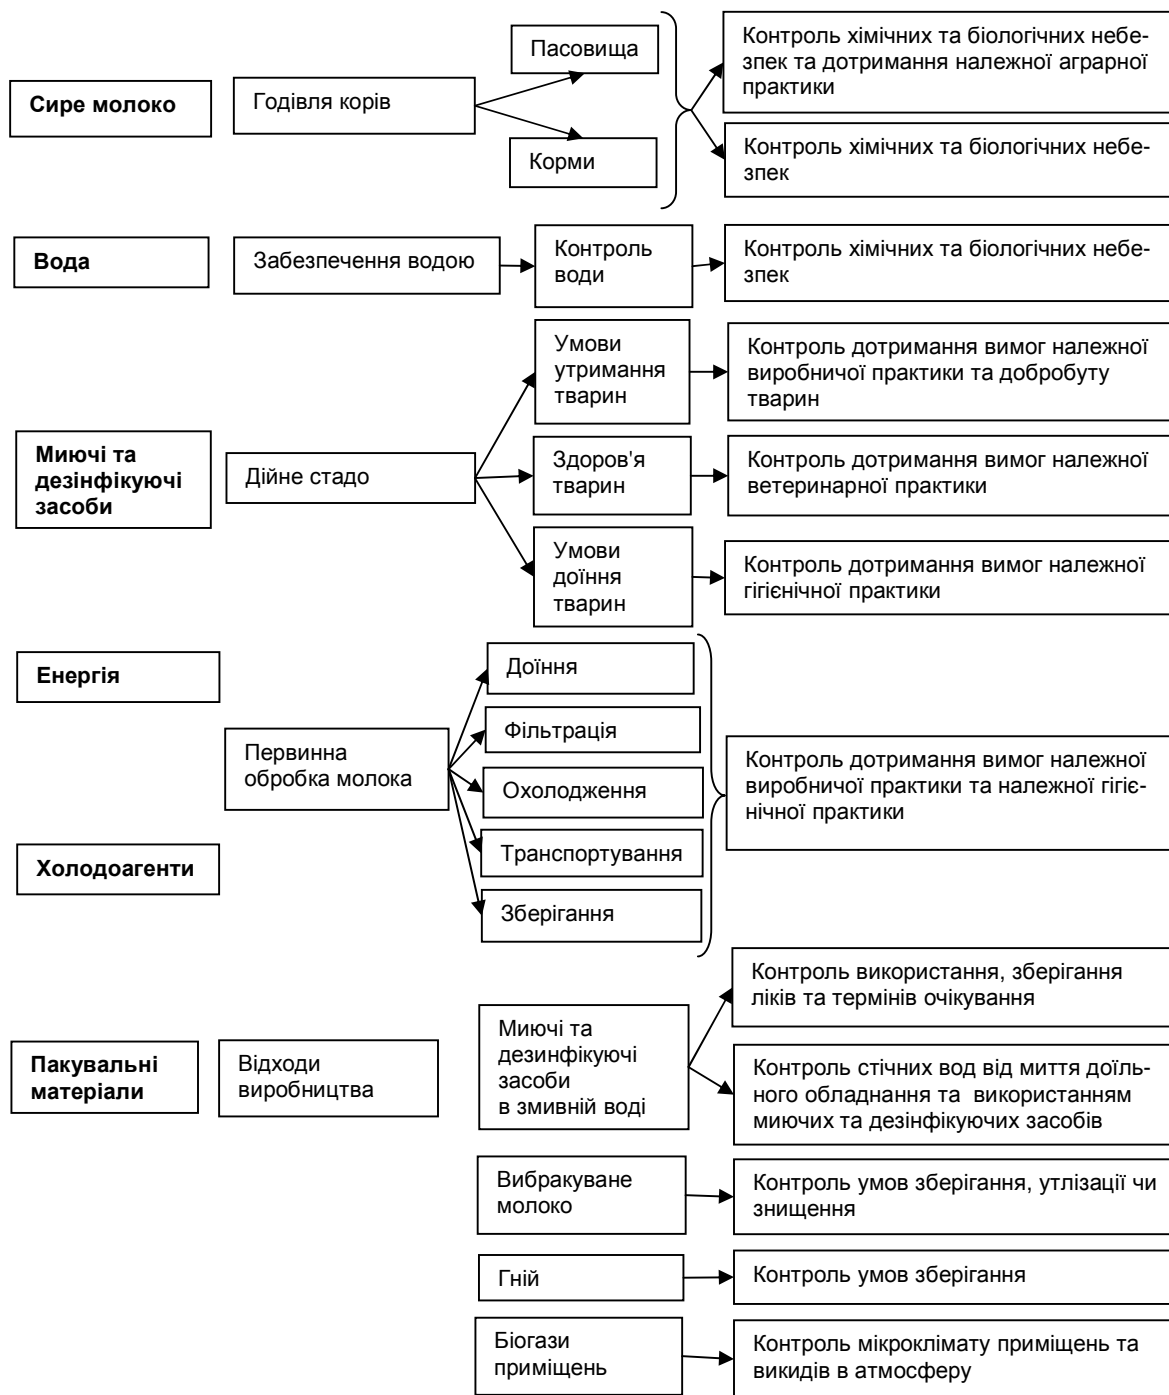 Сире молоко
Годівля корів
Пасовища
Корми
Контроль хімічних та біологічних небе-
зпек та дотримання належної аграрної
практики
Контроль хімічних та біологічних небе-
зпек
Вода
Забезпечення водою
Контроль
води
Контроль хімічних та біологічних небе-
зпек
Миючі та
дезінфікуючі
засоби
Дійне стадо
Умови
утримання
тварин
Контроль дотримання вимог належної
виробничої практики та добробуту
тварин
Здоров'я
тварин
Контроль дотримання вимог належної
ветеринарної практики
Умови
доїння
тварин
Контроль дотримання вимог належної
гігієнічної практики
Енергія
Холодоагенти
Первинна
обробка молока
Доїння
Фільтрація
Охолодження
Транспортування
Зберігання
Контроль дотримання вимог належної
виробничої практики та належної гігіє-
нічної практики
Пакувальні
матеріали
Відходи
виробництва
Миючі та
дезинфікуючі
засоби
в змивній воді
Контроль використання, зберігання
ліків та термінів очікування
Контроль стічних вод від миття доїль-
ного обладнання та використанням
миючих та дезінфікуючих засобів
Вибракуване
молоко
Контроль умов зберігання, утлізації чи
знищення
Гній
Контроль умов зберігання
Біогази
приміщень
Контроль мікроклімату приміщень та
викидів в атмосферу